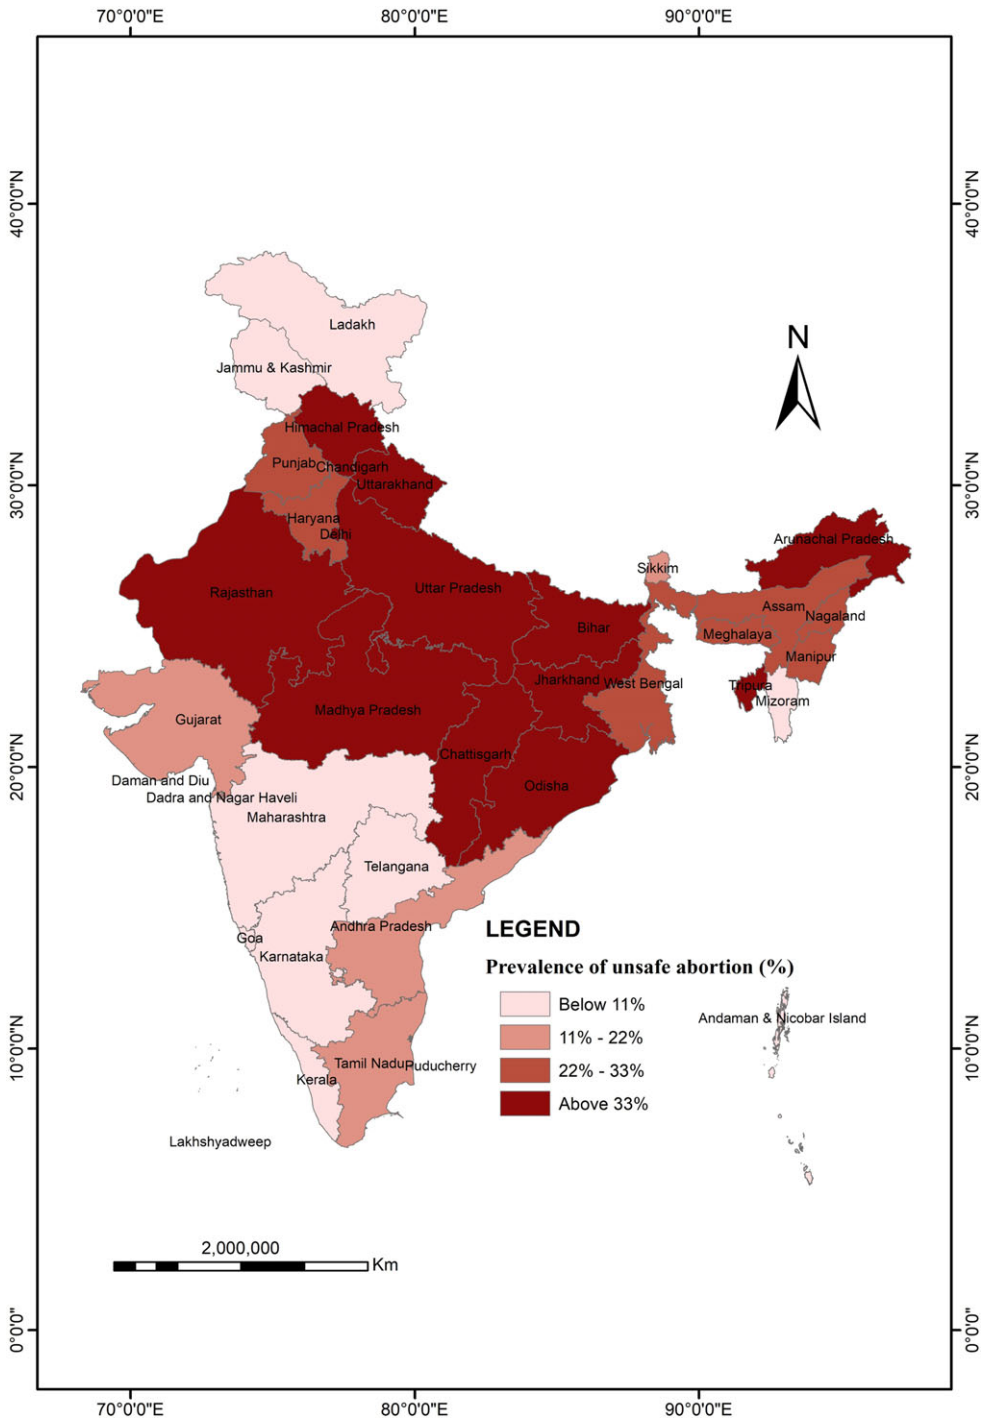 70°0'0"E 80°0'0"E 90°0'0"E
40°0'0"N 40°0'0"N
N
Ladakh
Jammu & Kashmir
Himachal Pradesh
Punjab
Chandigarh
Uttarakhand
30°0'0"N 30°0'0"N
Haryana
Delhi
Arunachal Pradesh
Sikkim
Uttar Pradesh
Rajasthan
Assam
Nagaland
Bihar
Meghalaya
Manipur
Jharkhand
West Bengal
Tripura
Mizoram
Madhya Pradesh
Gujarat
Chattisgarh
20°0'0"N 20°0'0"N
Daman and Diu
Odisha
Dadra and Nagar Haveli
Maharashtra
Telangana
Andhra Pradesh
Goa
Karnataka
LEGEND
Prevalence of unsafe abortion (%)
Below 11%
11% - 22%
22% - 33%
Above 33%
Andaman & Nicobar Island
10°0'0"N 10°0'0"N
Tamil Nadu
Puducherry
Kerala
Lakhshyadweep
2,000,000
Km
0°0'0" 0°0'0"
70°0'0"E 80°0'0"E 90°0'0"E